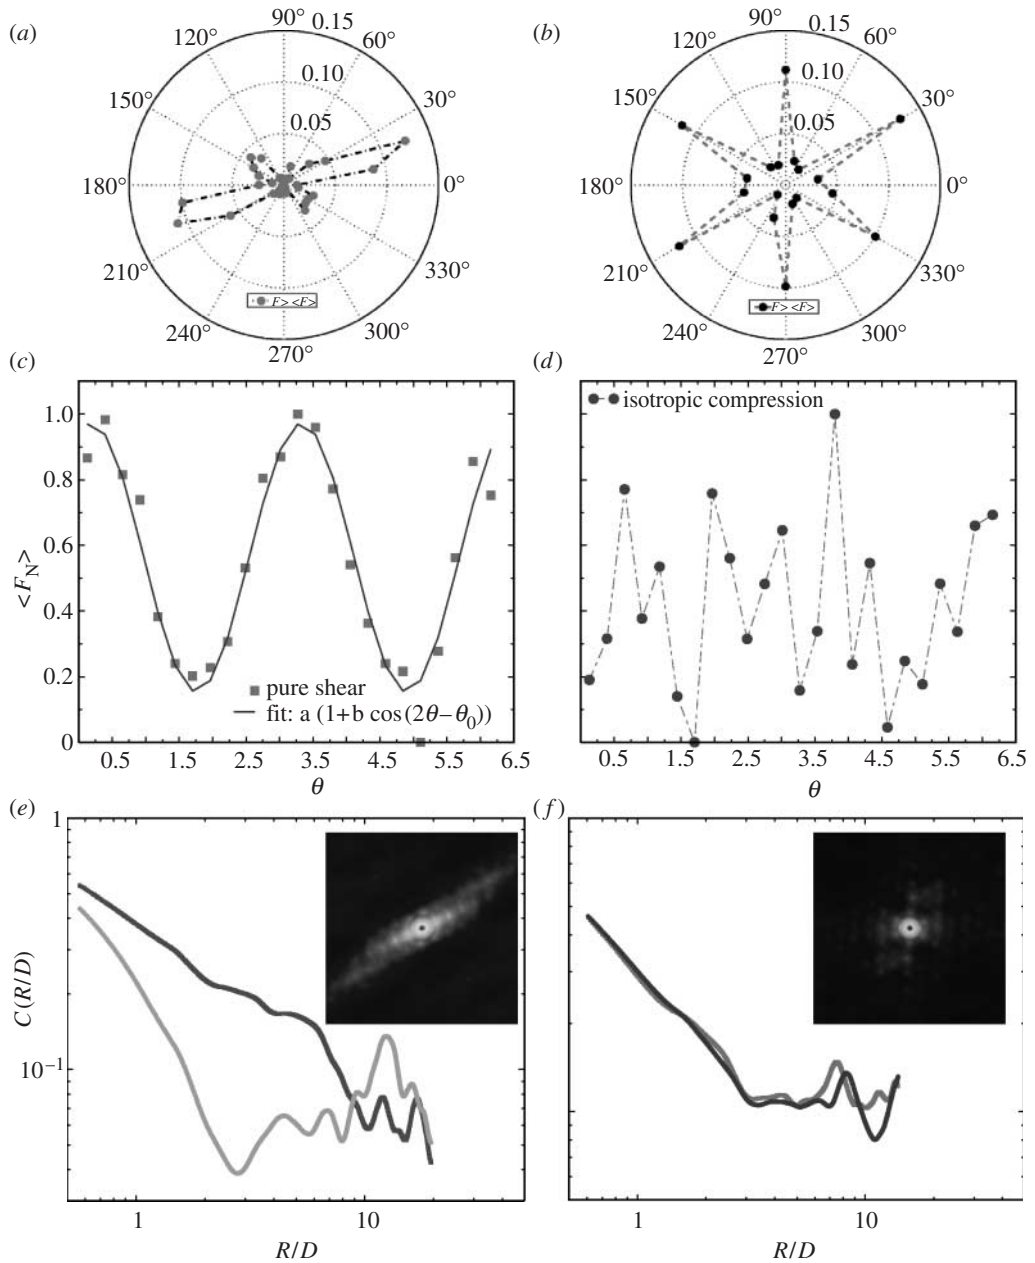 (a)
90°
0.15
120°
60°
0.10
150°
30°
0.05
180°
0°
210°
330°
F> <F>
240°
300°
270°
(b)
90°
0.15
120°
60°
0.10
150°
30°
0.05
180°
0°
210°
330°
F> <F>
240°
300°
270°
(c)
1.0
0.8
0.6
0.4
0.2
0
<F_N>
pure shear
fit: a (1+b cos(2θ–θ₀))
0.5 1.5 2.5 3.5 4.5 5.5 6.5
θ
(d)
isotropic compression
0.5 1.5 2.5 3.5 4.5 5.5 6.5
θ
(e)
1
10⁻¹
C(R/D)
1 10
R/D
(f)
1 10
R/D